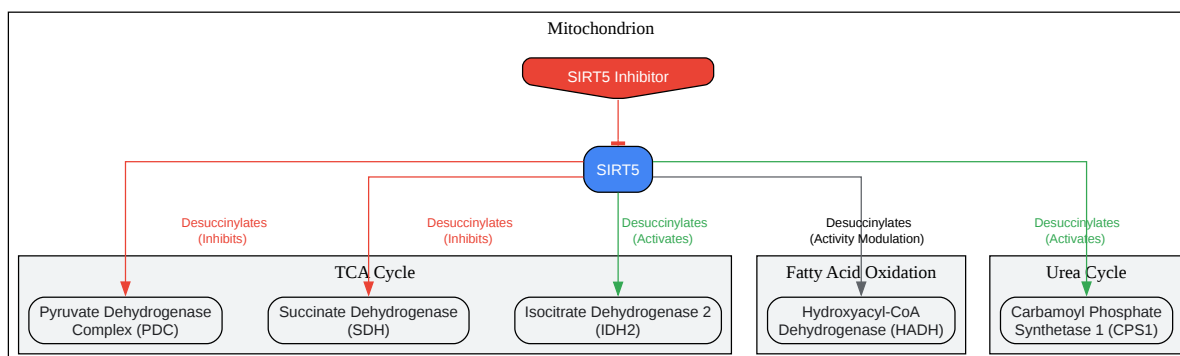 Mitochondrion
SIRT5 Inhibitor
SIRT5
Desuccinylates
(Inhibits)
Desuccinylates
(Inhibits)
Desuccinylates
(Activates)
Desuccinylates
(Activity Modulation)
Desuccinylates
(Activates)
TCA Cycle
Pyruvate Dehydrogenase
Complex (PDC)
Succinate Dehydrogenase
(SDH)
Isocitrate Dehydrogenase 2
(IDH2)
Fatty Acid Oxidation
Hydroxyacyl-CoA
Dehydrogenase (HADH)
Urea Cycle
Carbamoyl Phosphate
Synthetase 1 (CPS1)